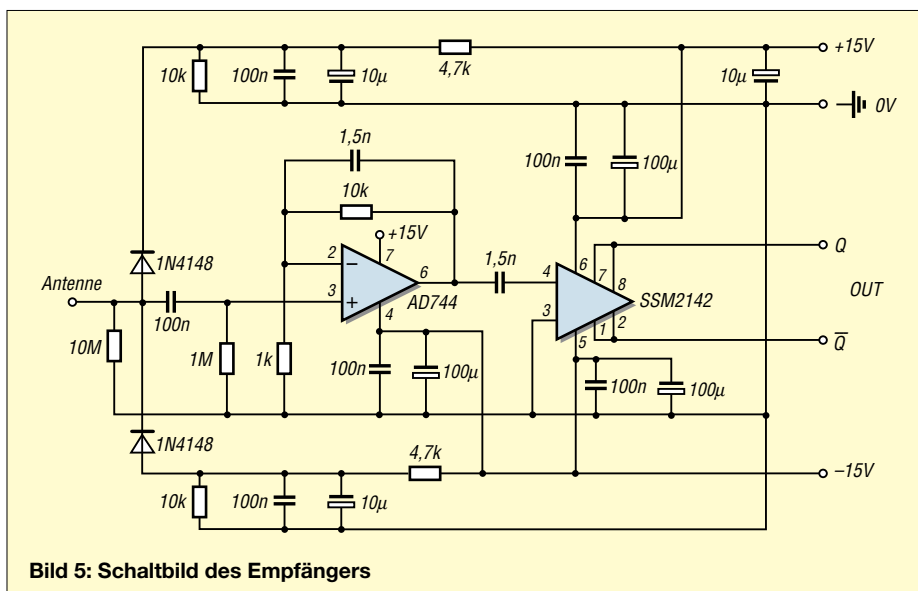 +15V
4,7k
10k
100n
10µ
10µ
0V
1,5n
100n
100µ
10k
+15V
1N4148
2
7
6
7
Q
Antenne
3
6
1,5n
4
8
OUT
AD744
SSM2142
100n
4
3
2
1
5
Q̅
10M
1M
1k
100n
100µ
100n
100µ
1N4148
4,7k
–15V
10k
100n
10µ
Bild 5: Schaltbild des Empfängers